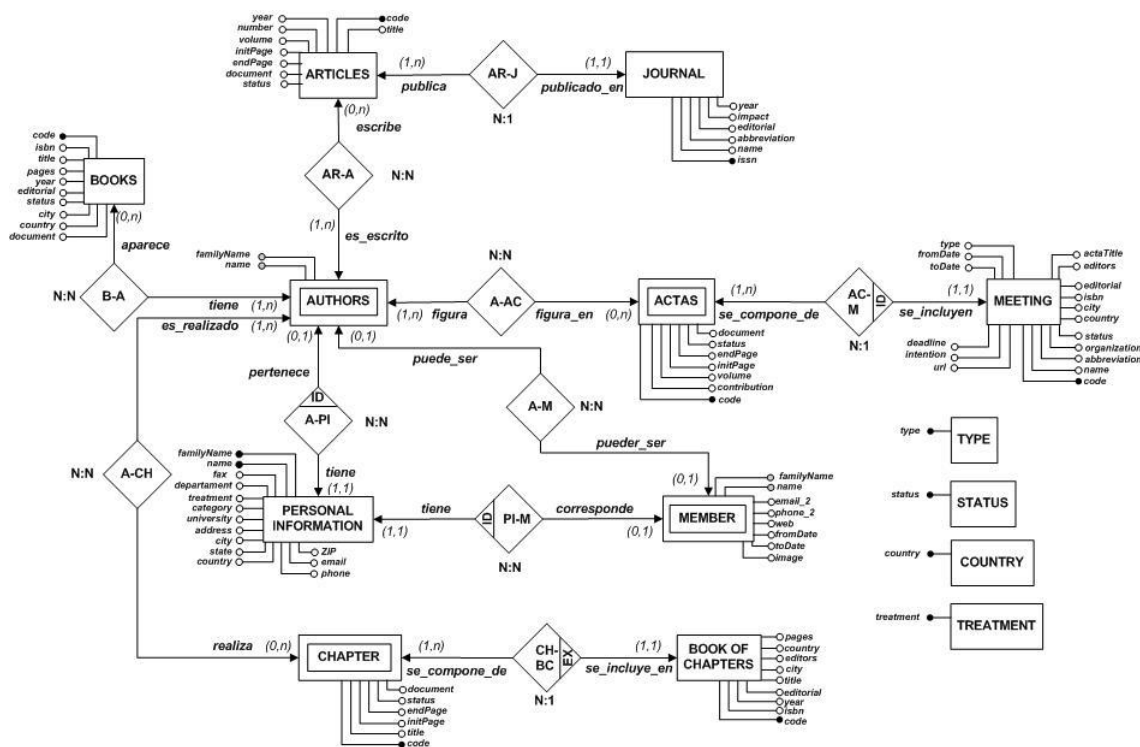 year
number
volume
initPage
endPage
document
status
code
title
ARTICLES
(1,n)
publica
AR-J
N:1
(1,1)
publicado_en
JOURNAL
year
impact
editorial
abbreviation
name
issn
(0,n)
escribe
AR-A
N:N
(1,n)
es_escrito
code
isbn
title
pages
year
editorial
status
city
country
document
BOOKS
(0,n)
aparece
B-A
N:N
tiene
(1,n)
es_realizado
(1,n)
familyName
name
AUTHORS
(0,1)
(0,1)
(1,n)
figura
N:N
A-AC
figura_en
(0,n)
ACTAS
document
status
endPage
initPage
volume
contribution
code
(1,n)
se_compone_de
AC-
M
ID
N:1
(1,1)
se_incluyen
type
fromDate
toDate
actaTitle
editors
MEETING
editorial
isbn
city
country
status
organization
abbreviation
name
code
deadline
intention
url
pertenece
ID
A-PI
N:N
tiene
(1,1)
puede_ser
A-M
N:N
pueder_ser
(0,1)
A-CH
N:N
familyName
name
fax
departament
treatment
category
university
address
city
state
country
ZIP
email
phone
PERSONAL
INFORMATION
(1,1)
tiene
ID
PI-M
N:N
corresponde
(0,1)
MEMBER
familyName
name
email_2
phone_2
web
fromDate
toDate
image
type
TYPE
status
STATUS
country
COUNTRY
treatment
TREATMENT
realiza
(0,n)
CHAPTER
document
status
endPage
initPage
title
code
(1,n)
se_compone_de
CH-
BC
EX
N:1
(1,1)
se_incluye_en
BOOK OF
CHAPTERS
pages
country
editors
city
title
editorial
year
isbn
code